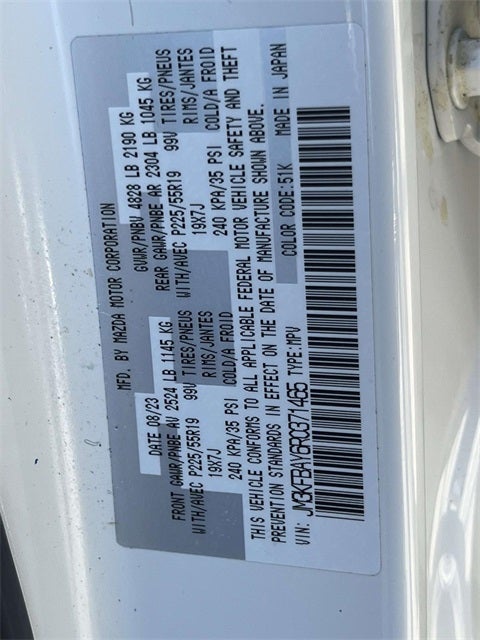 MFD. BY MAZDA MOTOR CORPORATION
DATE 08/23 GVWR/PNBV 4828 LB 2190 KG
FRONT GAWR/PNBE AV 2524 LB 1145 KG REAR GAWR/PNBE AR 2304 LB 1045 KG
WITH/AVEC P225/55R19 99V TIRES/PNEUS WITH/AVEC P225/55R19 99V TIRES/PNEUS
19X7J RIMS/JANTES 19X7J RIMS/JANTES
240 KPA/35 PSI COLD/A FROID 240 KPA/35 PSI COLD/A FROID
THIS VEHICLE CONFORMS TO ALL APPLICABLE FEDERAL MOTOR VEHICLE SAFETY AND THEFT
PREVENTION STANDARDS IN EFFECT ON THE DATE OF MANUFACTURE SHOWN ABOVE.
COLOR CODE:51K MADE IN JAPAN
VIN: JM3KFBAY6R0371465 TYPE:MPV